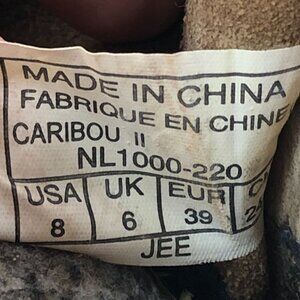 MADE IN CHINA
FABRIQUE EN CHINE
CARIBOU II
NL1000-220
USA UK EUR
8 6 39
JEE